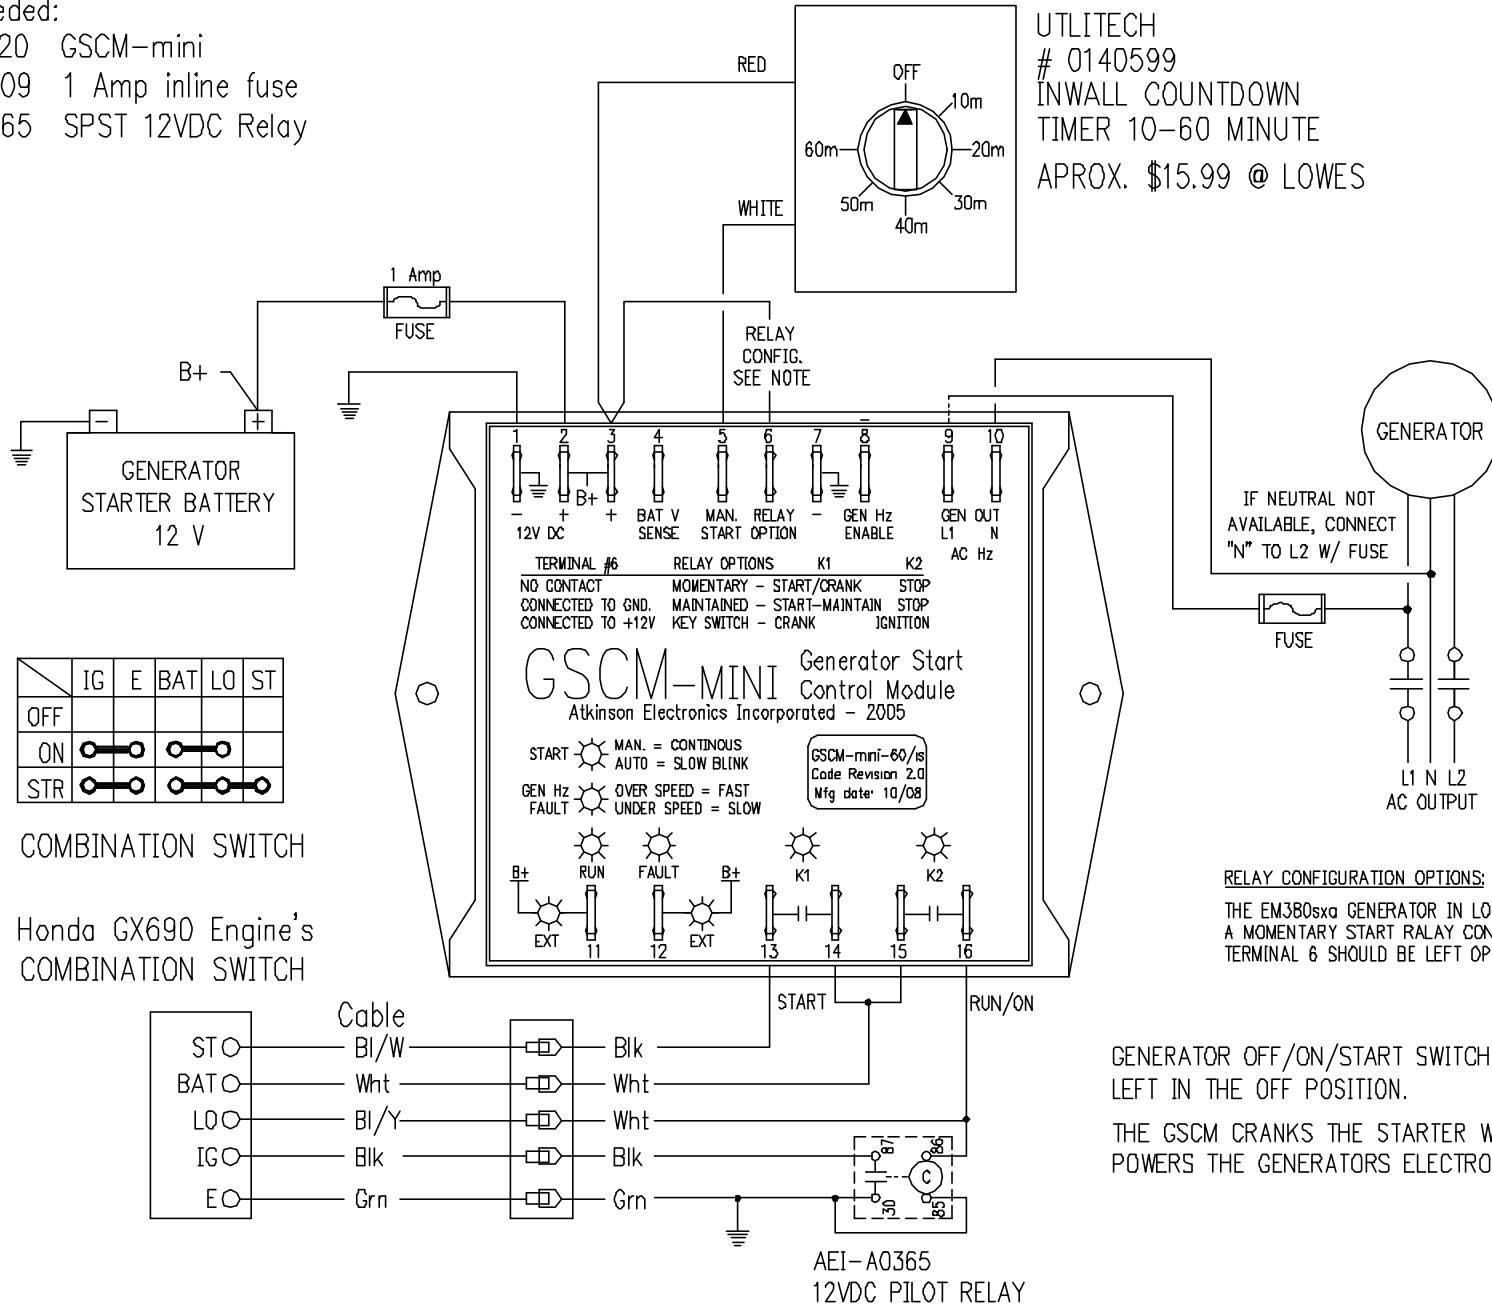 eded:
20 GSCM-mini
09 1 Amp inline fuse
65 SPST 12VDC Relay
UTLITECH
# 0140599
INWALL COUNTDOWN
TIMER 10-60 MINUTE
APROX. $15.99 @ LOWES
RED
WHITE
OFF
10m
20m
30m
40m
50m
60m
1 Amp
FUSE
RELAY
CONFIG.
SEE NOTE
B+
- +
GENERATOR
STARTER BATTERY
12 V
GENERATOR
IF NEUTRAL NOT
AVAILABLE, CONNECT
"N" TO L2 W/ FUSE
FUSE
L1 N L2
AC OUTPUT
1 2 3 4 5 6 7 8 9 10
B+
- + + BAT V MAN. RELAY - GEN Hz GEN OUT
12V DC SENSE START OPTION ENABLE L1 N
AC Hz
TERMINAL #6 RELAY OPTIONS K1 K2
NO CONTACT MOMENTARY - START/CRANK STOP
CONNECTED TO GND. MAINTAINED - START-MAINTAIN STOP
CONNECTED TO +12V KEY SWITCH - CRANK IGNITION
GSCM-MINI Generator Start
Control Module
Atkinson Electronics Incorporated - 2005
START MAN. = CONTINOUS
AUTO = SLOW BLINK
GEN Hz OVER SPEED = FAST
FAULT UNDER SPEED = SLOW
GSCM-mni-60/is
Code Revision 2.0
Mfg date: 10/08
RUN FAULT K1 K2
B+ B+
EXT EXT
11 12 13 14 15 16
IG E BAT LO ST
OFF
ON
STR
COMBINATION SWITCH
Honda GX690 Engine's
COMBINATION SWITCH
START
RUN/ON
Cable
ST Bl/W Blk
BAT Wht Wht
LO Bl/Y Wht
IG Blk Blk
E Grn Grn
87 86
C
30 85
AEI-A0365
12VDC PILOT RELAY
RELAY CONFIGURATION OPTIONS:
THE EM380sxa GENERATOR IN LO
A MOMENTARY START RALAY CON
TERMINAL 6 SHOULD BE LEFT OP
GENERATOR OFF/ON/START SWITCH
LEFT IN THE OFF POSITION.
THE GSCM CRANKS THE STARTER W
POWERS THE GENERATORS ELECTRO